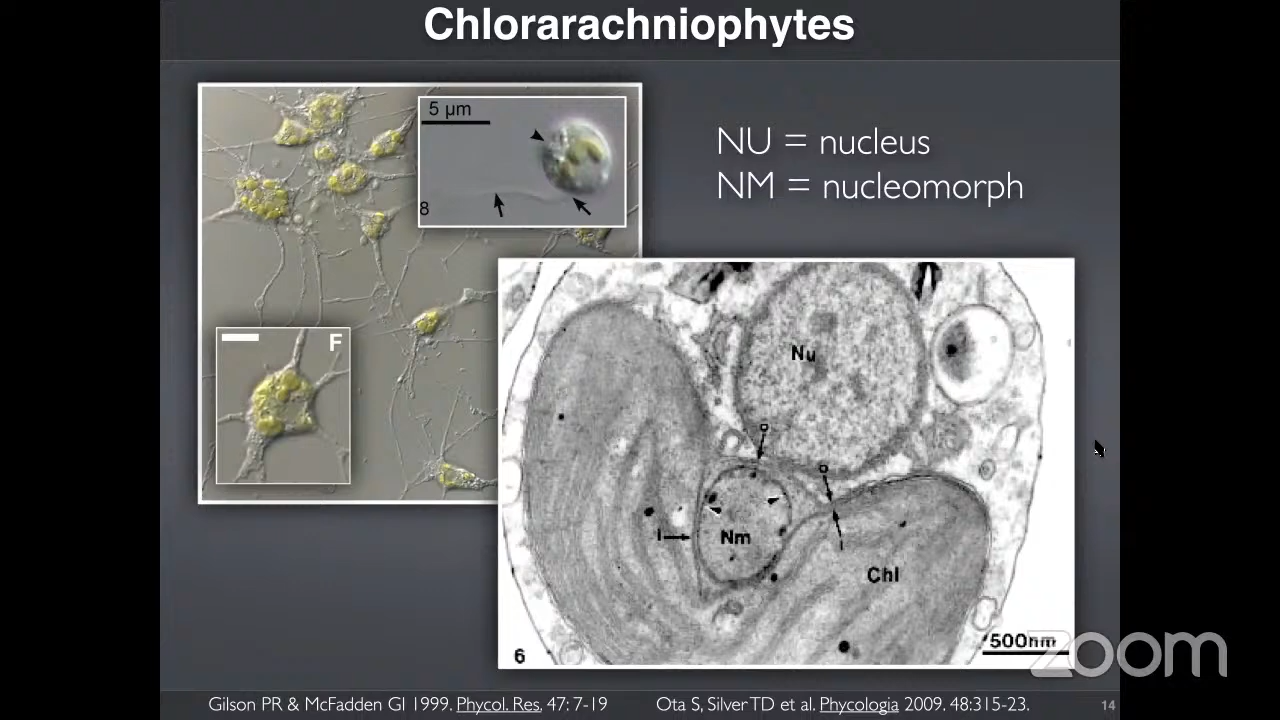 Chlorarachniophytes
5 µm
8
F
NU = nucleus
NM = nucleomorph
Nu
o
o
I
Nm
I
Chl
500nm
6
zoom
Gilson PR & McFadden GI 1999. Phycol. Res. 47: 7-19
Ota S, Silver TD et al. Phycologia 2009. 48:315-23.
14